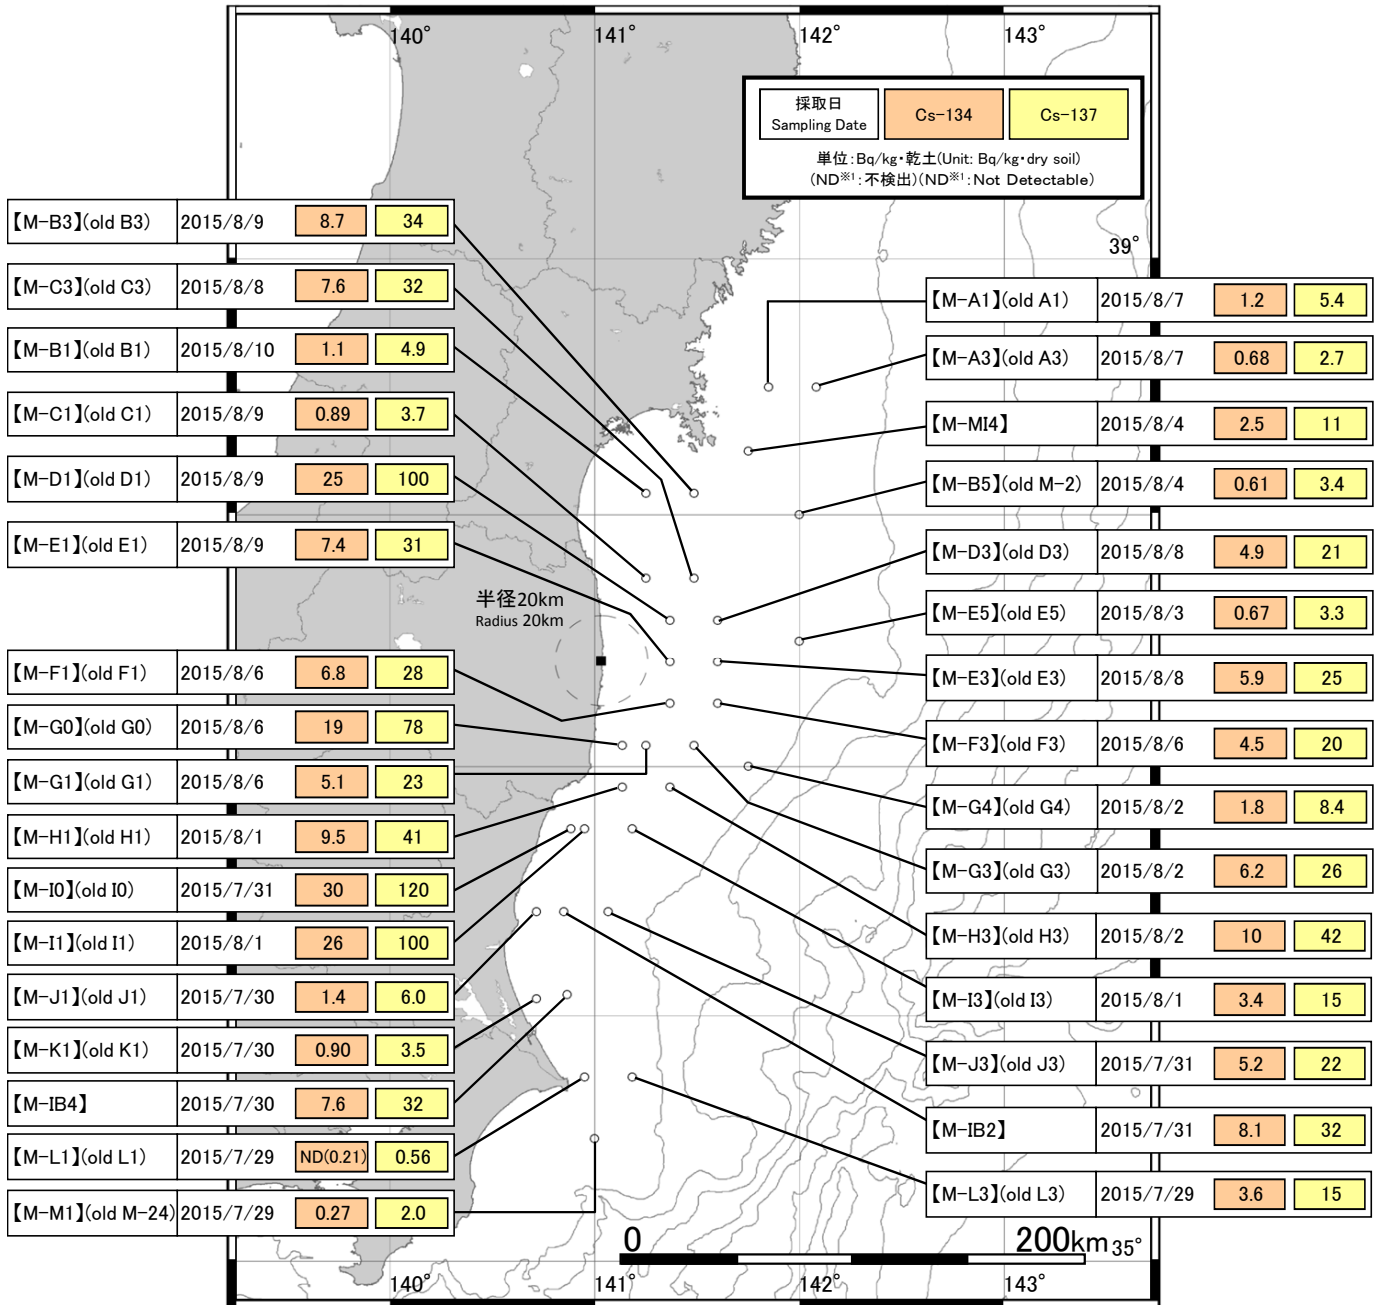 140°
141°
142°
143°
採取日
Sampling Date
Cs-134
Cs-137
単位:Bq/kg・乾土(Unit: Bq/kg・dry soil)
(ND※1:不検出)(ND※1:Not Detectable)
39°
【M-B3】(old B3) 2015/8/9 8.7 34
【M-C3】(old C3) 2015/8/8 7.6 32
【M-B1】(old B1) 2015/8/10 1.1 4.9
【M-C1】(old C1) 2015/8/9 0.89 3.7
【M-D1】(old D1) 2015/8/9 25 100
【M-E1】(old E1) 2015/8/9 7.4 31
半径20km
Radius 20km
【M-F1】(old F1) 2015/8/6 6.8 28
【M-G0】(old G0) 2015/8/6 19 78
【M-G1】(old G1) 2015/8/6 5.1 23
【M-H1】(old H1) 2015/8/1 9.5 41
【M-I0】(old I0) 2015/7/31 30 120
【M-I1】(old I1) 2015/8/1 26 100
【M-J1】(old J1) 2015/7/30 1.4 6.0
【M-K1】(old K1) 2015/7/30 0.90 3.5
【M-IB4】 2015/7/30 7.6 32
【M-L1】(old L1) 2015/7/29 ND(0.21) 0.56
【M-M1】(old M-24) 2015/7/29 0.27 2.0
【M-A1】(old A1) 2015/8/7 1.2 5.4
【M-A3】(old A3) 2015/8/7 0.68 2.7
【M-MI4】 2015/8/4 2.5 11
【M-B5】(old M-2) 2015/8/4 0.61 3.4
【M-D3】(old D3) 2015/8/8 4.9 21
【M-E5】(old E5) 2015/8/3 0.67 3.3
【M-E3】(old E3) 2015/8/8 5.9 25
【M-F3】(old F3) 2015/8/6 4.5 20
【M-G4】(old G4) 2015/8/2 1.8 8.4
【M-G3】(old G3) 2015/8/2 6.2 26
【M-H3】(old H3) 2015/8/2 10 42
【M-I3】(old I3) 2015/8/1 3.4 15
【M-J3】(old J3) 2015/7/31 5.2 22
【M-IB2】 2015/7/31 8.1 32
【M-L3】(old L3) 2015/7/29 3.6 15
0 200km
35°
140°
141°
142°
143°